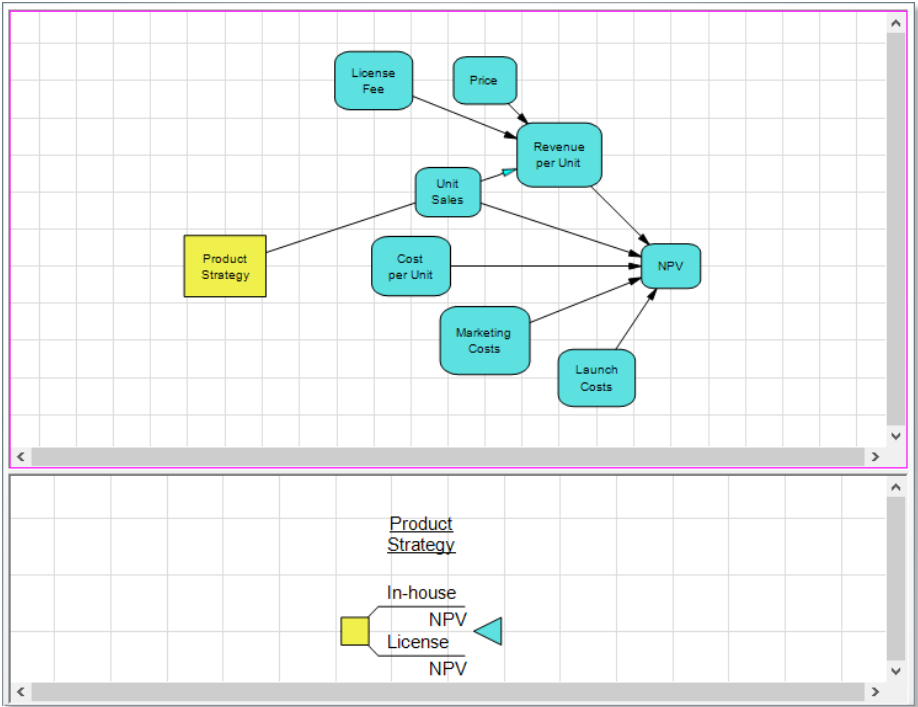 License
Fee
Price
Revenue
per Unit
Unit
Sales
Product
Strategy
Cost
per Unit
NPV
Marketing
Costs
Launch
Costs
Product
Strategy
In-house
NPV
License
NPV